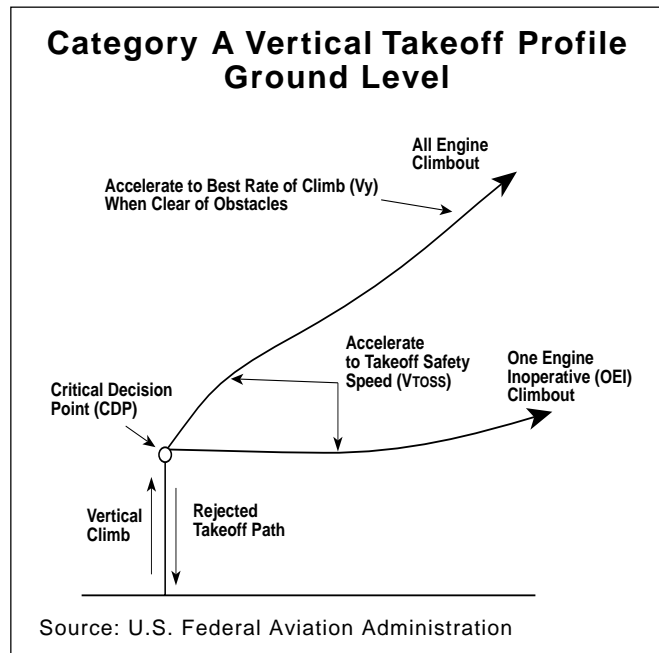 Category A Vertical Takeoff Profile
Ground Level
All Engine
Climbout
Accelerate to Best Rate of Climb (Vy)
When Clear of Obstacles
Accelerate
to Takeoff Safety
Speed (VTOSS)
One Engine
Inoperative (OEI)
Climbout
Critical Decision
Point (CDP)
Vertical
Climb
Rejected
Takeoff Path
Source: U.S. Federal Aviation Administration